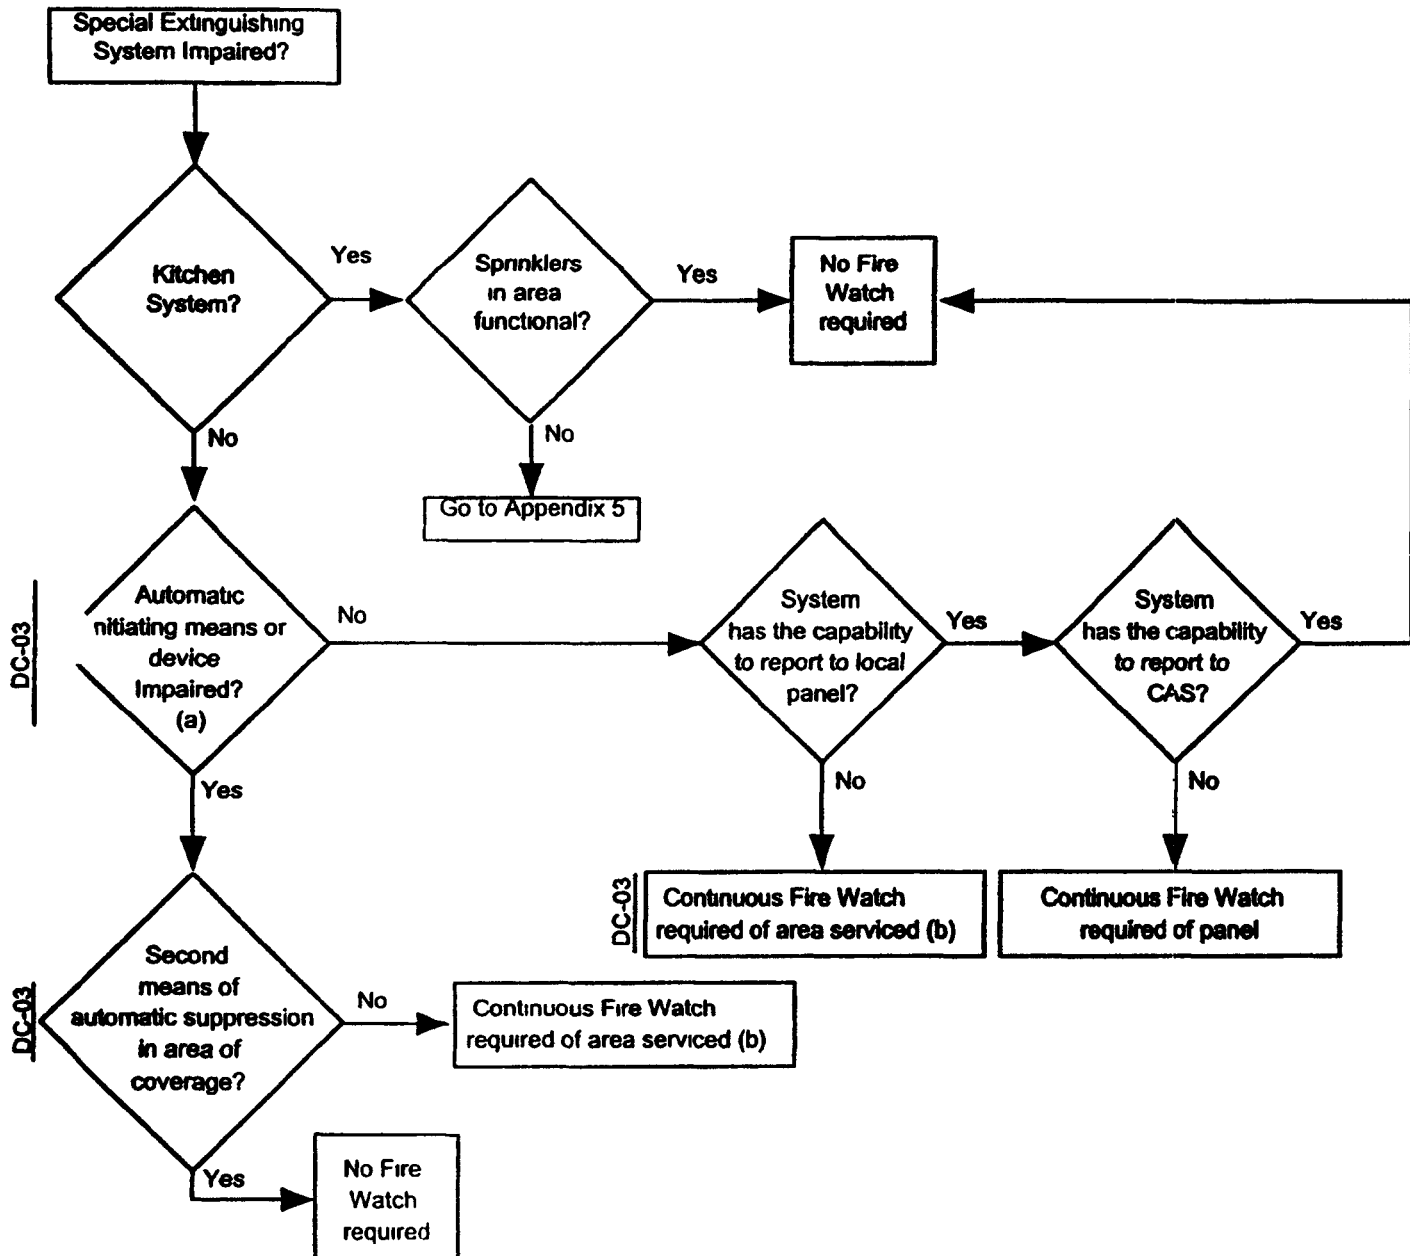 Special Extinguishing
System Impaired?
Kitchen
System?
Yes
Sprinklers
in area
functional?
Yes
No Fire
Watch
required
No
No
Go to Appendix 5
DC-03
Automatic
nitiating means or
device
Impaired?
(a)
No
System
has the capability
to report to local
panel?
Yes
System
has the capability
to report to
CAS?
Yes
Yes
No
No
DC-03
Continuous Fire Watch
required of area serviced (b)
Continuous Fire Watch
required of panel
DC-03
Second
means of
automatic suppression
in area of
coverage?
No
Continuous Fire Watch
required of area serviced (b)
Yes
No Fire
Watch
required